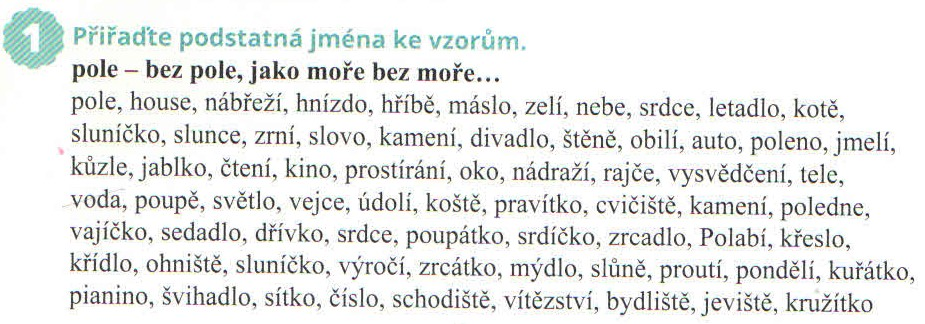 1 Přiřaďte podstatná jména ke vzorům.
pole – bez pole, jako moře bez moře…
pole, house, nábřeží, hnízdo, hříbě, máslo, zelí, nebe, srdce, letadlo, kotě,
sluníčko, slunce, zrní, slovo, kamení, divadlo, štěně, obilí, auto, poleno, jmelí,
kůzle, jablko, čtení, kino, prostírání, oko, nádraží, rajče, vysvědčení, tele,
voda, poupě, světlo, vejce, údolí, koště, pravítko, cvičiště, kamení, poledne,
vajíčko, sedadlo, dřívko, srdce, poupátko, srdíčko, zrcadlo, Polabí, křeslo,
křídlo, ohniště, sluníčko, výročí, zrcátko, mýdlo, slůně, proutí, pondělí, kuřátko,
pianino, švihadlo, sítko, číslo, schodiště, vítězství, bydliště, jeviště, kružítko